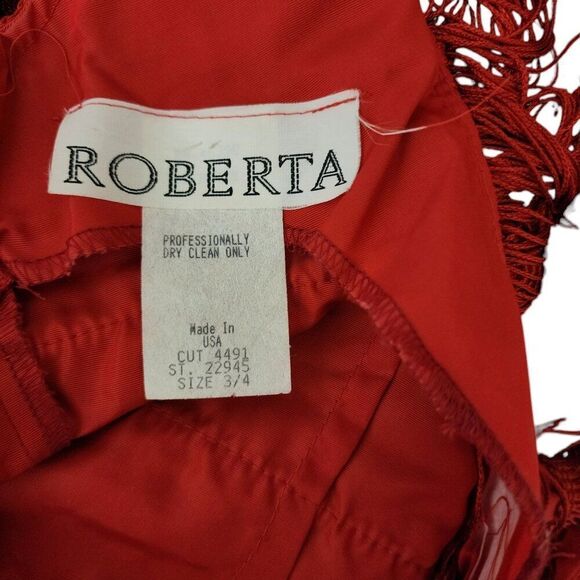 ROBERTA
PROFESSIONALLY
DRY CLEAN ONLY
Made In
USA
CUT 4491
ST. 22945
SIZE 3/4